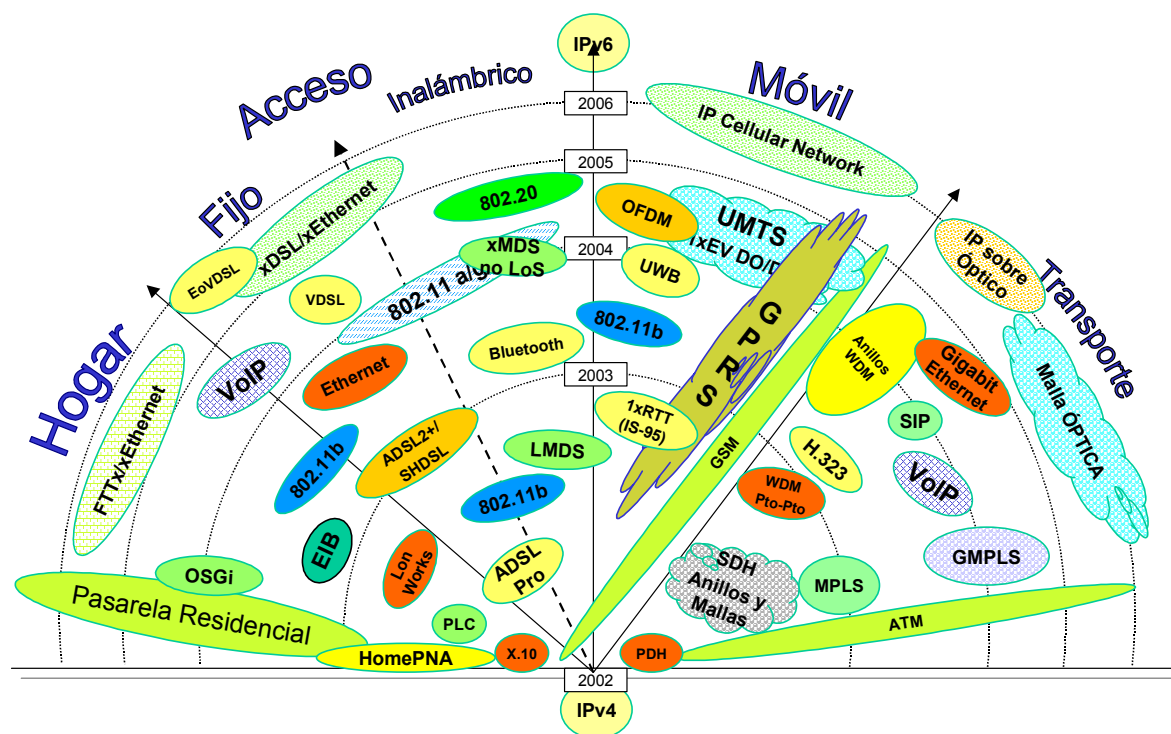 IPv6
Acceso
Inalámbrico
Móvil
2006
IP Cellular Network
2005
Fijo
xDSL/xEthernet
802.20
OFDM
UMTS
1xEV DO/D
IP sobre
Óptico
Transporte
EoVDSL
VDSL
802.11 a/g
xMDS
no LoS
2004
UWB
GPRS
GSM
Hogar
VoIP
Ethernet
Bluetooth
802.11b
2003
Anillos
WDM
Gigabit
Ethernet
Malla ÓPTICA
FTTx/xEthernet
802.11b
ADSL2+/
SHDSL
LMDS
1xRTT
(IS-95)
H.323
SIP
VoIP
802.11b
WDM
Pto-Pto
EIB
Lon
Works
ADSL
Pro
SDH
Anillos y
Mallas
MPLS
GMPLS
OSGi
Pasarela Residencial
PLC
ATM
HomePNA
X.10
PDH
2002
IPv4